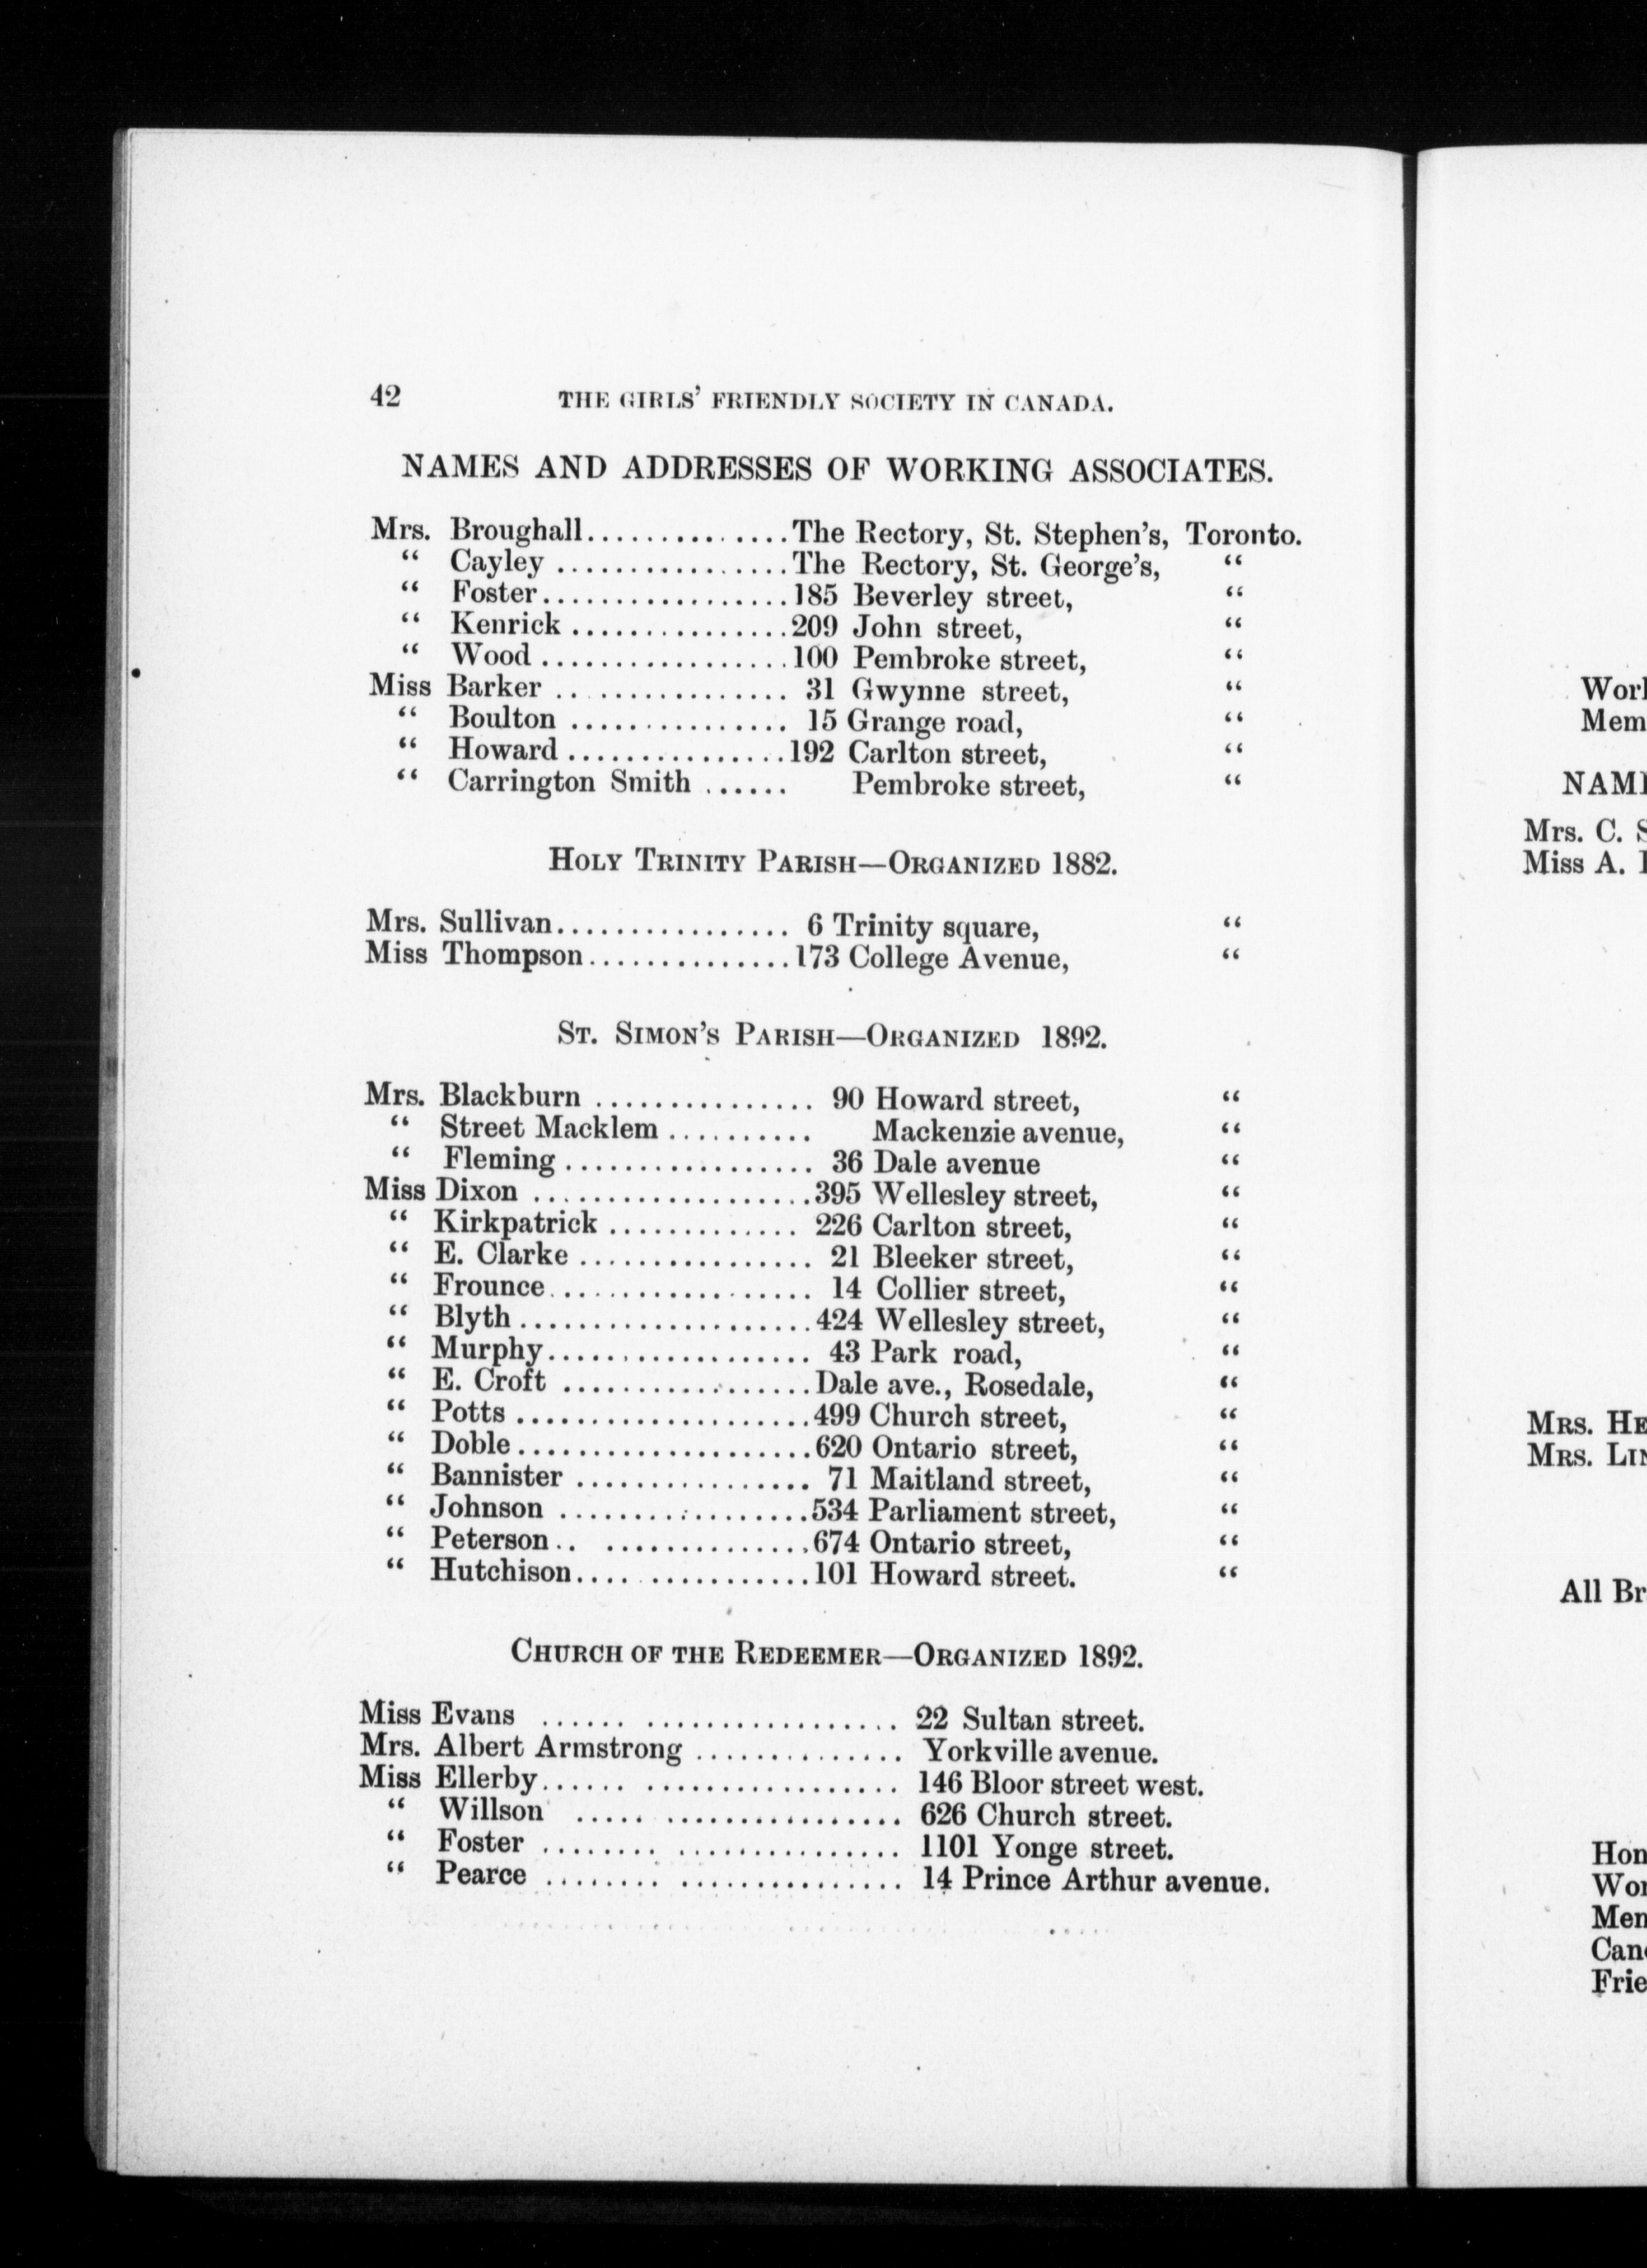 42 THE GIRLS' FRIENDLY SOCIETY IN CANADA.
NAMES AND ADDRESSES OF WORKING ASSOCIATES.
Mrs. Broughall................The Rectory, St. Stephen's, Toronto.
“ Cayley ................The Rectory, St. George's, “
“ Foster.................185 Beverley street, “
“ Kenrick ...............209 John street, “
“ Wood .................100 Pembroke street, “
Miss Barker ................ 31 Gwynne street, “
“ Boulton ............... 15 Grange road, “
“ Howard ...............192 Carlton street, “
“ Carrington Smith ...... Pembroke street, “
HOLY TRINITY PARISH—ORGANIZED 1882.
Mrs. Sullivan................ 6 Trinity square, “
Miss Thompson..............173 College Avenue, “
ST. SIMON'S PARISH—ORGANIZED 1892.
Mrs. Blackburn ............... 90 Howard street, “
“ Street Macklem .......... Mackenzie avenue, “
“ Fleming ................. 36 Dale avenue “
Miss Dixon ...................395 Wellesley street, “
“ Kirkpatrick ............. 226 Carlton street, “
“ E. Clarke ................ 21 Bleeker street, “
“ Frounce.................. 14 Collier street, “
“ Blyth....................424 Wellesley street, “
“ Murphy.................. 43 Park road, “
“ E. Croft .................Dale ave., Rosedale, “
“ Potts ....................499 Church street, “
“ Doble....................620 Ontario street, “
“ Bannister ................ 71 Maitland street, “
“ Johnson .................534 Parliament street, “
“ Peterson.. ..............674 Ontario street, “
“ Hutchison................101 Howard street. “
CHURCH OF THE REDEEMER—ORGANIZED 1892.
Miss Evans ...... ................. 22 Sultan street.
Mrs. Albert Armstrong .............. Yorkville avenue.
Miss Ellerby...... ................. 146 Bloor street west.
“ Willson ..... ................ 626 Church street.
“ Foster ........ ............... 1101 Yonge street.
“ Pearce ........ ............... 14 Prince Arthur avenue.
Mem
Mrs. C. S
Miss A.
MRS. HE
MRS.
All Br